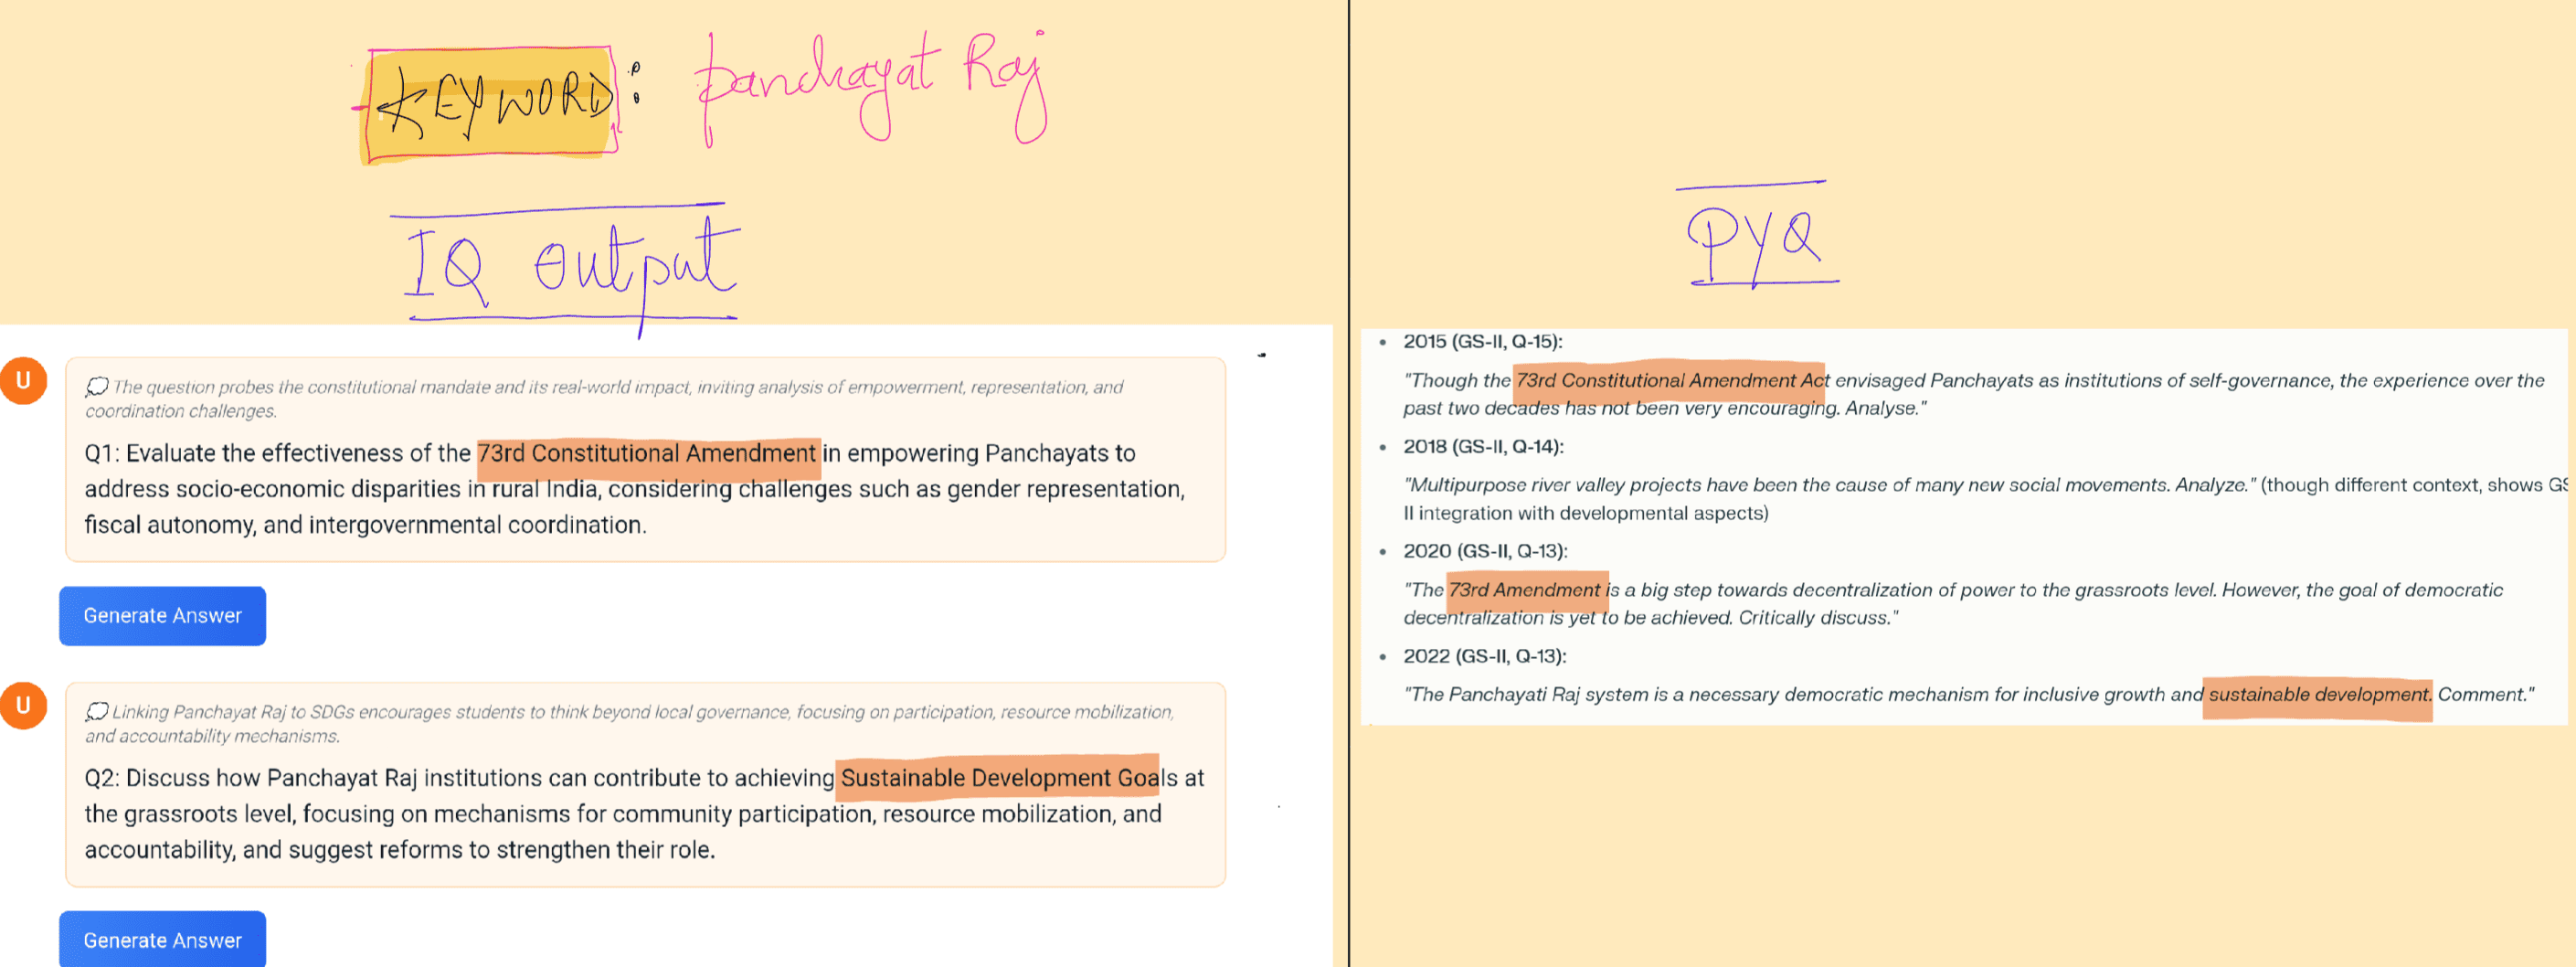 KEYWORD: Panchayat Raj
IQ Output
U
The question probes the constitutional mandate and its real-world impact, inviting analysis of empowerment, representation, and
coordination challenges.
Q1: Evaluate the effectiveness of the 73rd Constitutional Amendment in empowering Panchayats to
address socio-economic disparities in rural India, considering challenges such as gender representation,
fiscal autonomy, and intergovernmental coordination.
Generate Answer
U
Linking Panchayat Raj to SDGs encourages students to think beyond local governance, focusing on participation, resource mobilization,
and accountability mechanisms.
Q2: Discuss how Panchayat Raj institutions can contribute to achieving Sustainable Development Goals at
the grassroots level, focusing on mechanisms for community participation, resource mobilization, and
accountability, and suggest reforms to strengthen their role.
Generate Answer
PYQ
• 2015 (GS-II, Q-15):
"Though the 73rd Constitutional Amendment Act envisaged Panchayats as institutions of self-governance, the experience over the
past two decades has not been very encouraging. Analyse."
• 2018 (GS-II, Q-14):
"Multipurpose river valley projects have been the cause of many new social movements. Analyze." (though different context, shows GS
II integration with developmental aspects)
• 2020 (GS-II, Q-13):
"The 73rd Amendment is a big step towards decentralization of power to the grassroots level. However, the goal of democratic
decentralization is yet to be achieved. Critically discuss."
• 2022 (GS-II, Q-13):
"The Panchayati Raj system is a necessary democratic mechanism for inclusive growth and sustainable development. Comment."